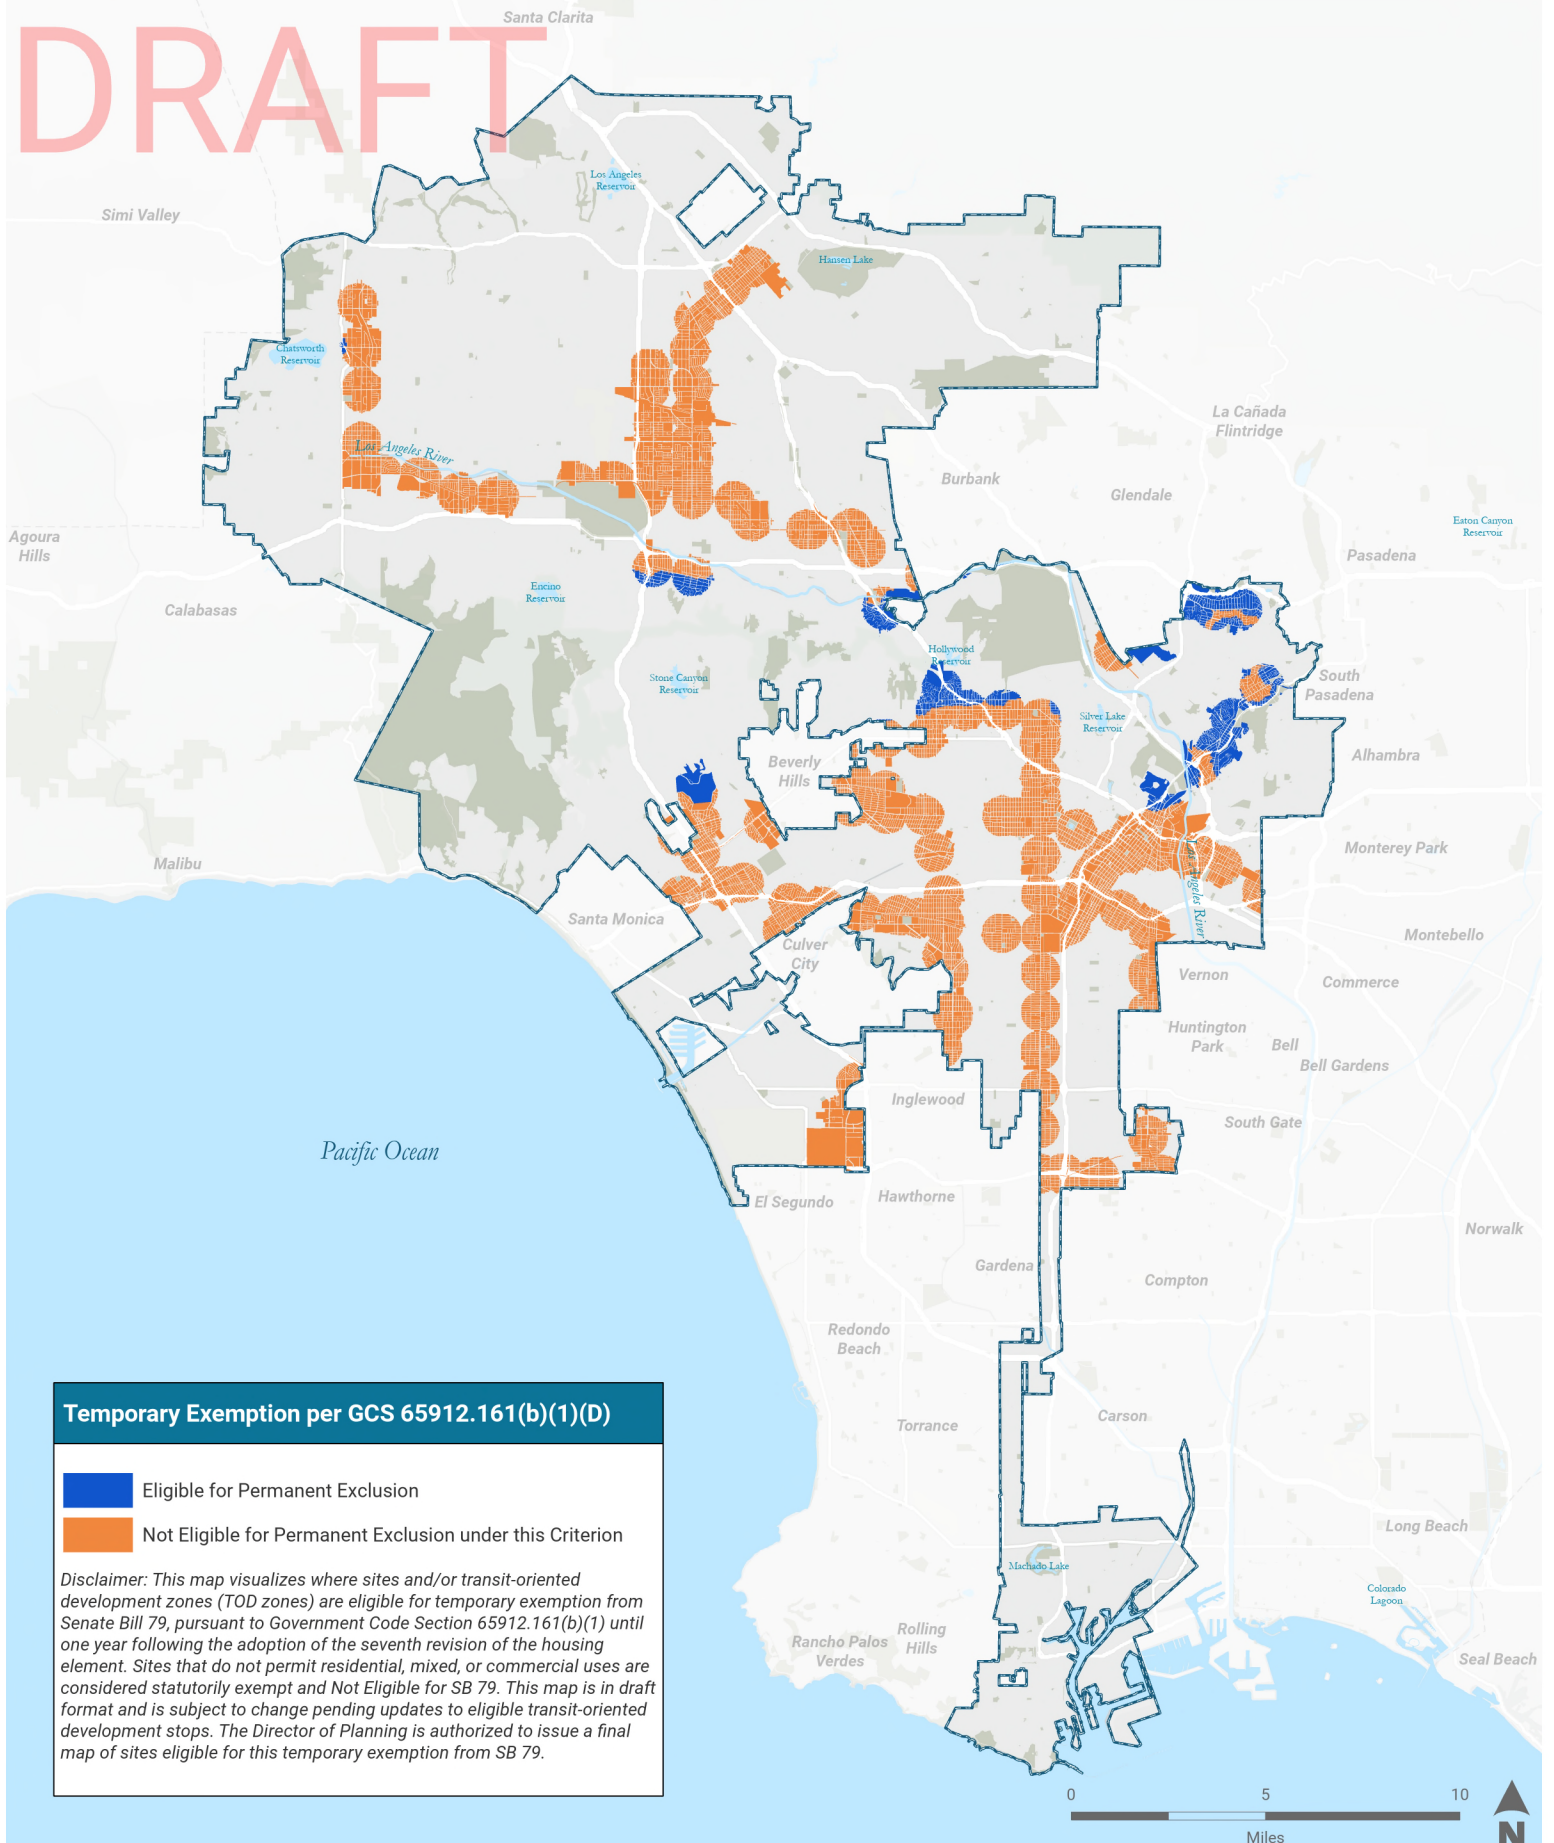 DRAFT
Santa Clarita
Los Angeles
Reservoir
Simi Valley
Hansen Lake
Chatsworth
Reservoir
La Cañada
Flintridge
Los Angeles River
Burbank
Glendale
Eaton Canyon
Reservoir
Agoura
Hills
Pasadena
Encino
Reservoir
Calabasas
Hollywood
Reservoir
Stone Canyon
Reservoir
South
Pasadena
Silver Lake
Reservoir
Beverly
Hills
Alhambra
Malibu
Monterey Park
Los Angeles River
Santa Monica
Culver
City
Montebello
Vernon
Commerce
Huntington
Park
Bell
Bell Gardens
Inglewood
South Gate
Pacific Ocean
El Segundo
Hawthorne
Norwalk
Gardena
Compton
Redondo
Beach
Torrance
Carson
Long Beach
Machado Lake
Colorado
Lagoon
Rolling
Hills
Rancho Palos
Verdes
Seal Beach
Temporary Exemption per GCS 65912.161(b)(1)(D)
Eligible for Permanent Exclusion
Not Eligible for Permanent Exclusion under this Criterion
Disclaimer: This map visualizes where sites and/or transit-oriented
development zones (TOD zones) are eligible for temporary exemption from
Senate Bill 79, pursuant to Government Code Section 65912.161(b)(1) until
one year following the adoption of the seventh revision of the housing
element. Sites that do not permit residential, mixed, or commercial uses are
considered statutorily exempt and Not Eligible for SB 79. This map is in draft
format and is subject to change pending updates to eligible transit-oriented
development stops. The Director of Planning is authorized to issue a final
map of sites eligible for this temporary exemption from SB 79.
0 5 10
Miles
N